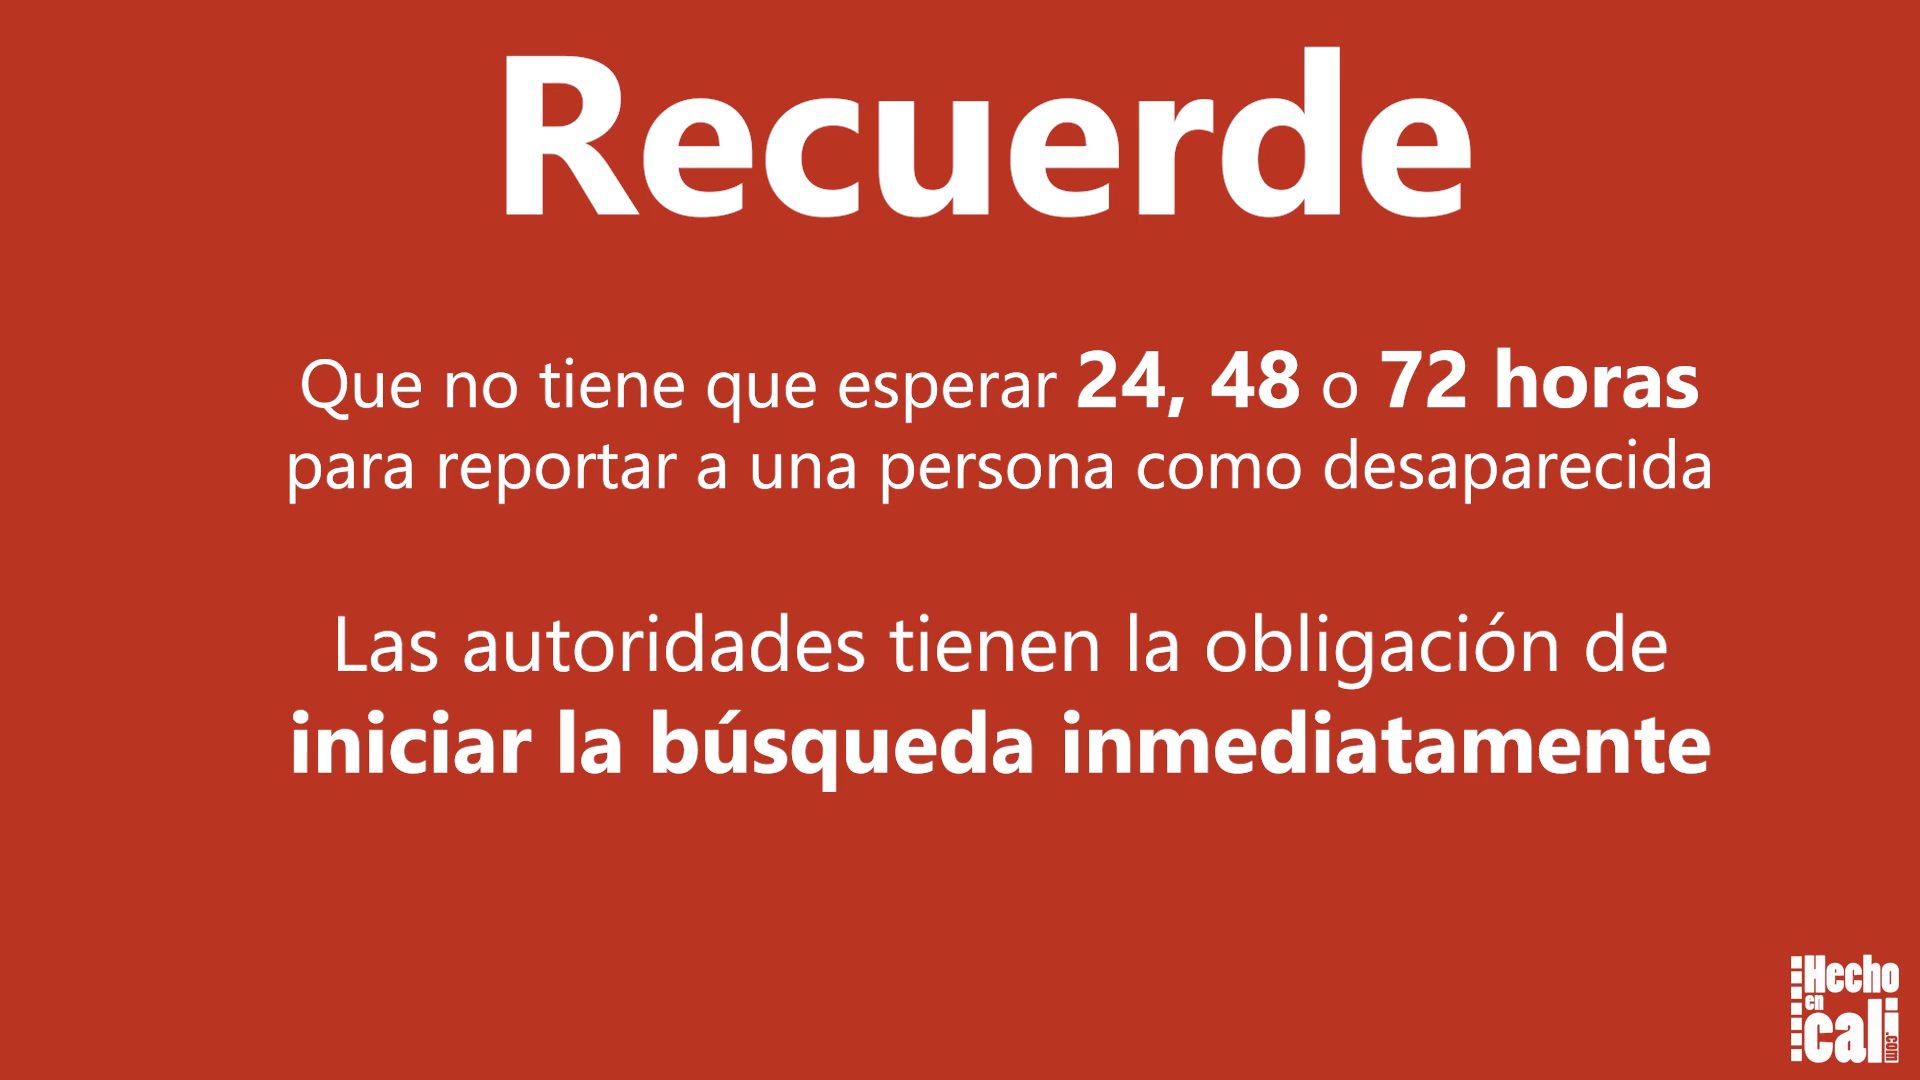 Recuerde
Que no tiene que esperar 24, 48 o 72 horas
para reportar a una persona como desaparecida
Las autoridades tienen la obligación de
iniciar la búsqueda inmediatamente
Hecho
en
cali
.com